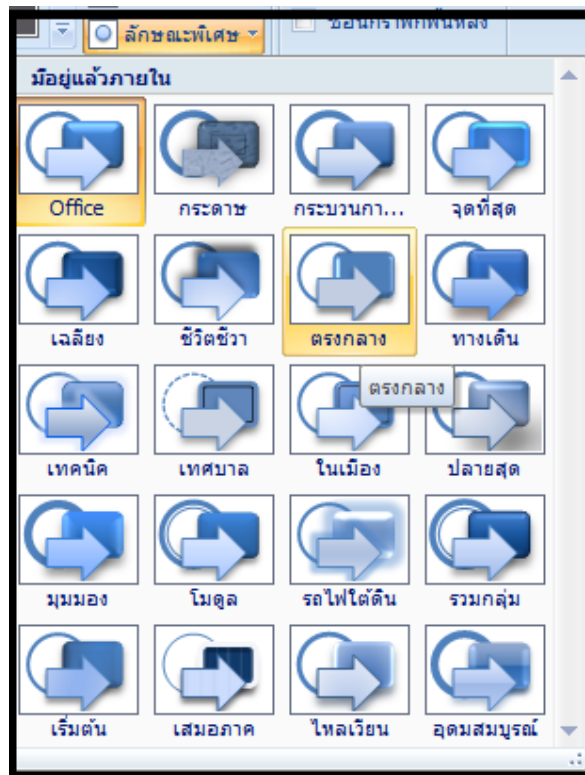 ลักษณะพิเศษ ซ่อนกราฟิกพื้นหลัง
มีอยู่แล้วภายใน
Office กระดาษ กระบวนกา... จุดที่สุด
เฉลียง ชีวิตชีวา ตรงกลาง ทางเดิน
ตรงกลาง
เทคนิค เทศบาล ในเมือง ปลายสุด
มุมมอง โมดูล รถไฟใต้ดิน รวมกลุ่ม
เริ่มต้น เสมอภาค ไหลเวียน อุดมสมบูรณ์